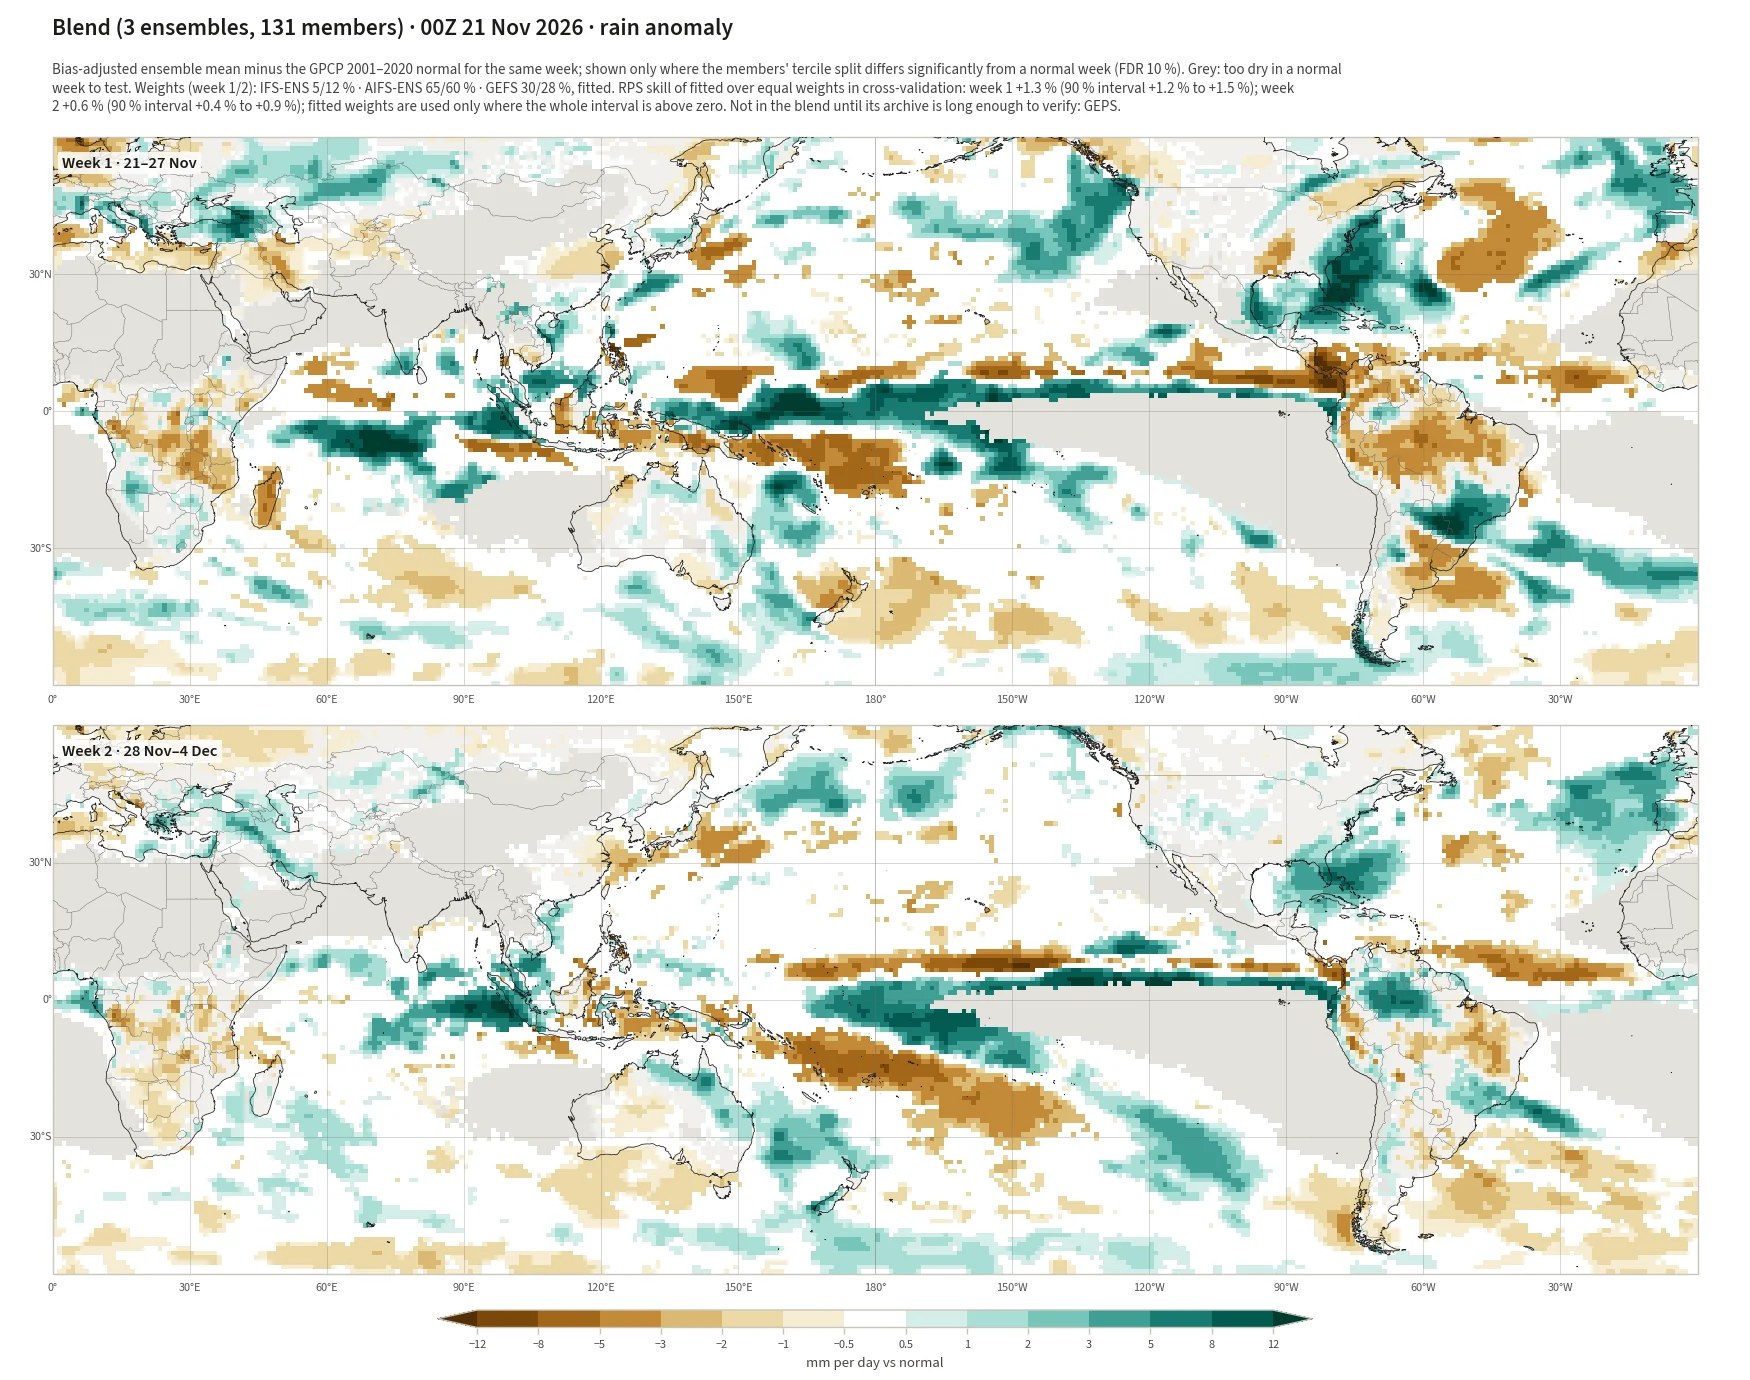 Blend (3 ensembles, 131 members) · 00Z 21 Nov 2026 · rain anomaly
Bias-adjusted ensemble mean minus the GPCP 2001–2020 normal for the same week; shown only where the members' tercile split differs significantly from a normal week (FDR 10 %). Grey: too dry in a normal
week to test. Weights (week 1/2): IFS-ENS 5/12 % · AIFS-ENS 65/60 % · GEFS 30/28 %, fitted. RPS skill of fitted over equal weights in cross-validation: week 1 +1.3 % (90 % interval +1.2 % to +1.5 %); week
2 +0.6 % (90 % interval +0.4 % to +0.9 %); fitted weights are used only where the whole interval is above zero. Not in the blend until its archive is long enough to verify: GEPS.
Week 1 · 21–27 Nov
30°N
0°
30°S
0° 30°E 60°E 90°E 120°E 150°E 180° 150°W 120°W 90°W 60°W 30°W
Week 2 · 28 Nov–4 Dec
30°N
0°
30°S
0° 30°E 60°E 90°E 120°E 150°E 180° 150°W 120°W 90°W 60°W 30°W
−12 −8 −5 −3 −2 −1 −0.5 0.5 1 2 3 5 8 12
mm per day vs normal